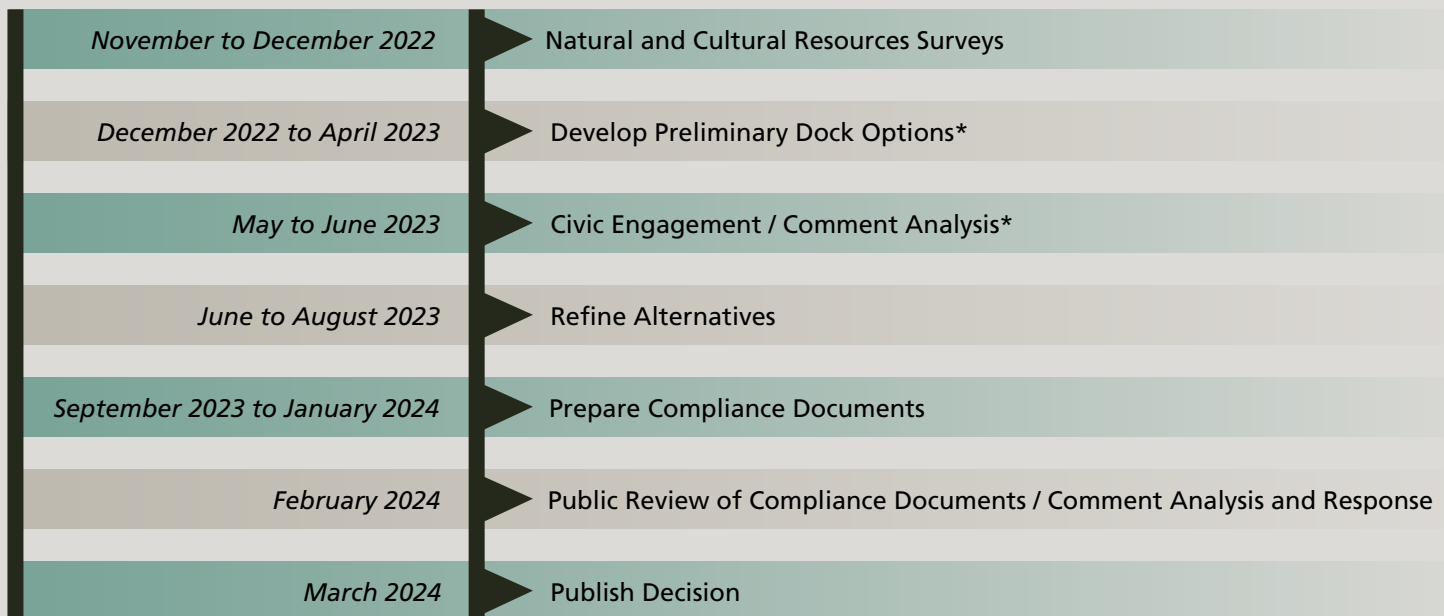 November to December 2022 Natural and Cultural Resources Surveys
December 2022 to April 2023 Develop Preliminary Dock Options*
May to June 2023 Civic Engagement / Comment Analysis*
June to August 2023 Refine Alternatives
September 2023 to January 2024 Prepare Compliance Documents
February 2024 Public Review of Compliance Documents / Comment Analysis and Response
March 2024 Publish Decision